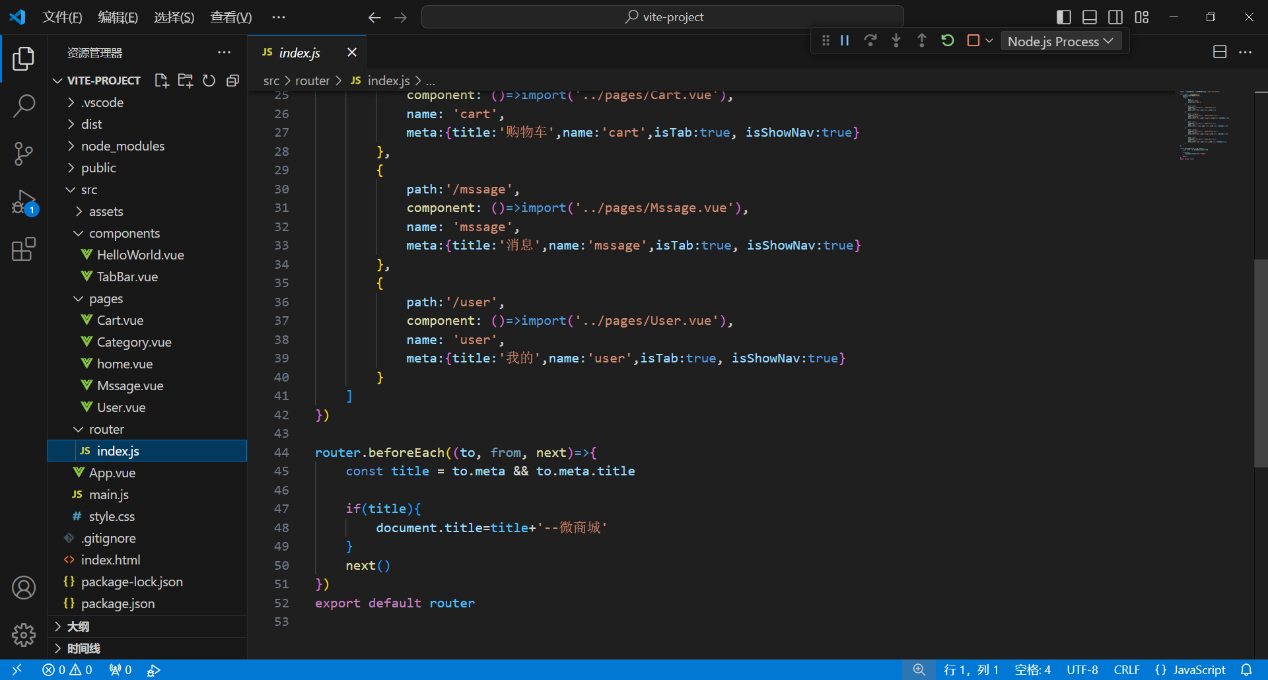 文件(F) 编辑(E) 选择(S) 查看(V) ··· vite-project
资源管理器 ···
index.js
Node.js Process
VITE-PROJECT
src > router > JS index.js > ...
.vscode
dist
node_modules
public
src
assets
components
HelloWorld.vue
TabBar.vue
pages
Cart.vue
Category.vue
home.vue
Mssage.vue
User.vue
router
JS index.js
App.vue
JS main.js
# style.css
.gitignore
<> index.html
{} package-lock.json
{} package.json
大纲
时间线
1
25 component: ()=>import('../pages/Cart.vue'),
26 name: 'cart',
27 meta:{title:'购物车',name:'cart',isTab:true, isShowNav:true}
28 },
29 {
30 path:'/mssage',
31 component: ()=>import('../pages/Mssage.vue'),
32 name: 'mssage',
33 meta:{title:'消息',name:'mssage',isTab:true, isShowNav:true}
34 },
35 {
36 path:'/user',
37 component: ()=>import('../pages/User.vue'),
38 name: 'user',
39 meta:{title:'我的',name:'user',isTab:true, isShowNav:true}
40 }
41 ]
42 })
43
44 router.beforeEach((to, from, next)=>{
45 const title = to.meta && to.meta.title
46
47 if(title){
48 document.title=title+'--微商城'
49 }
50 next()
51 })
52 export default router
53
0 0 0 行 1，列 1 空格: 4 UTF-8 CRLF {} JavaScript